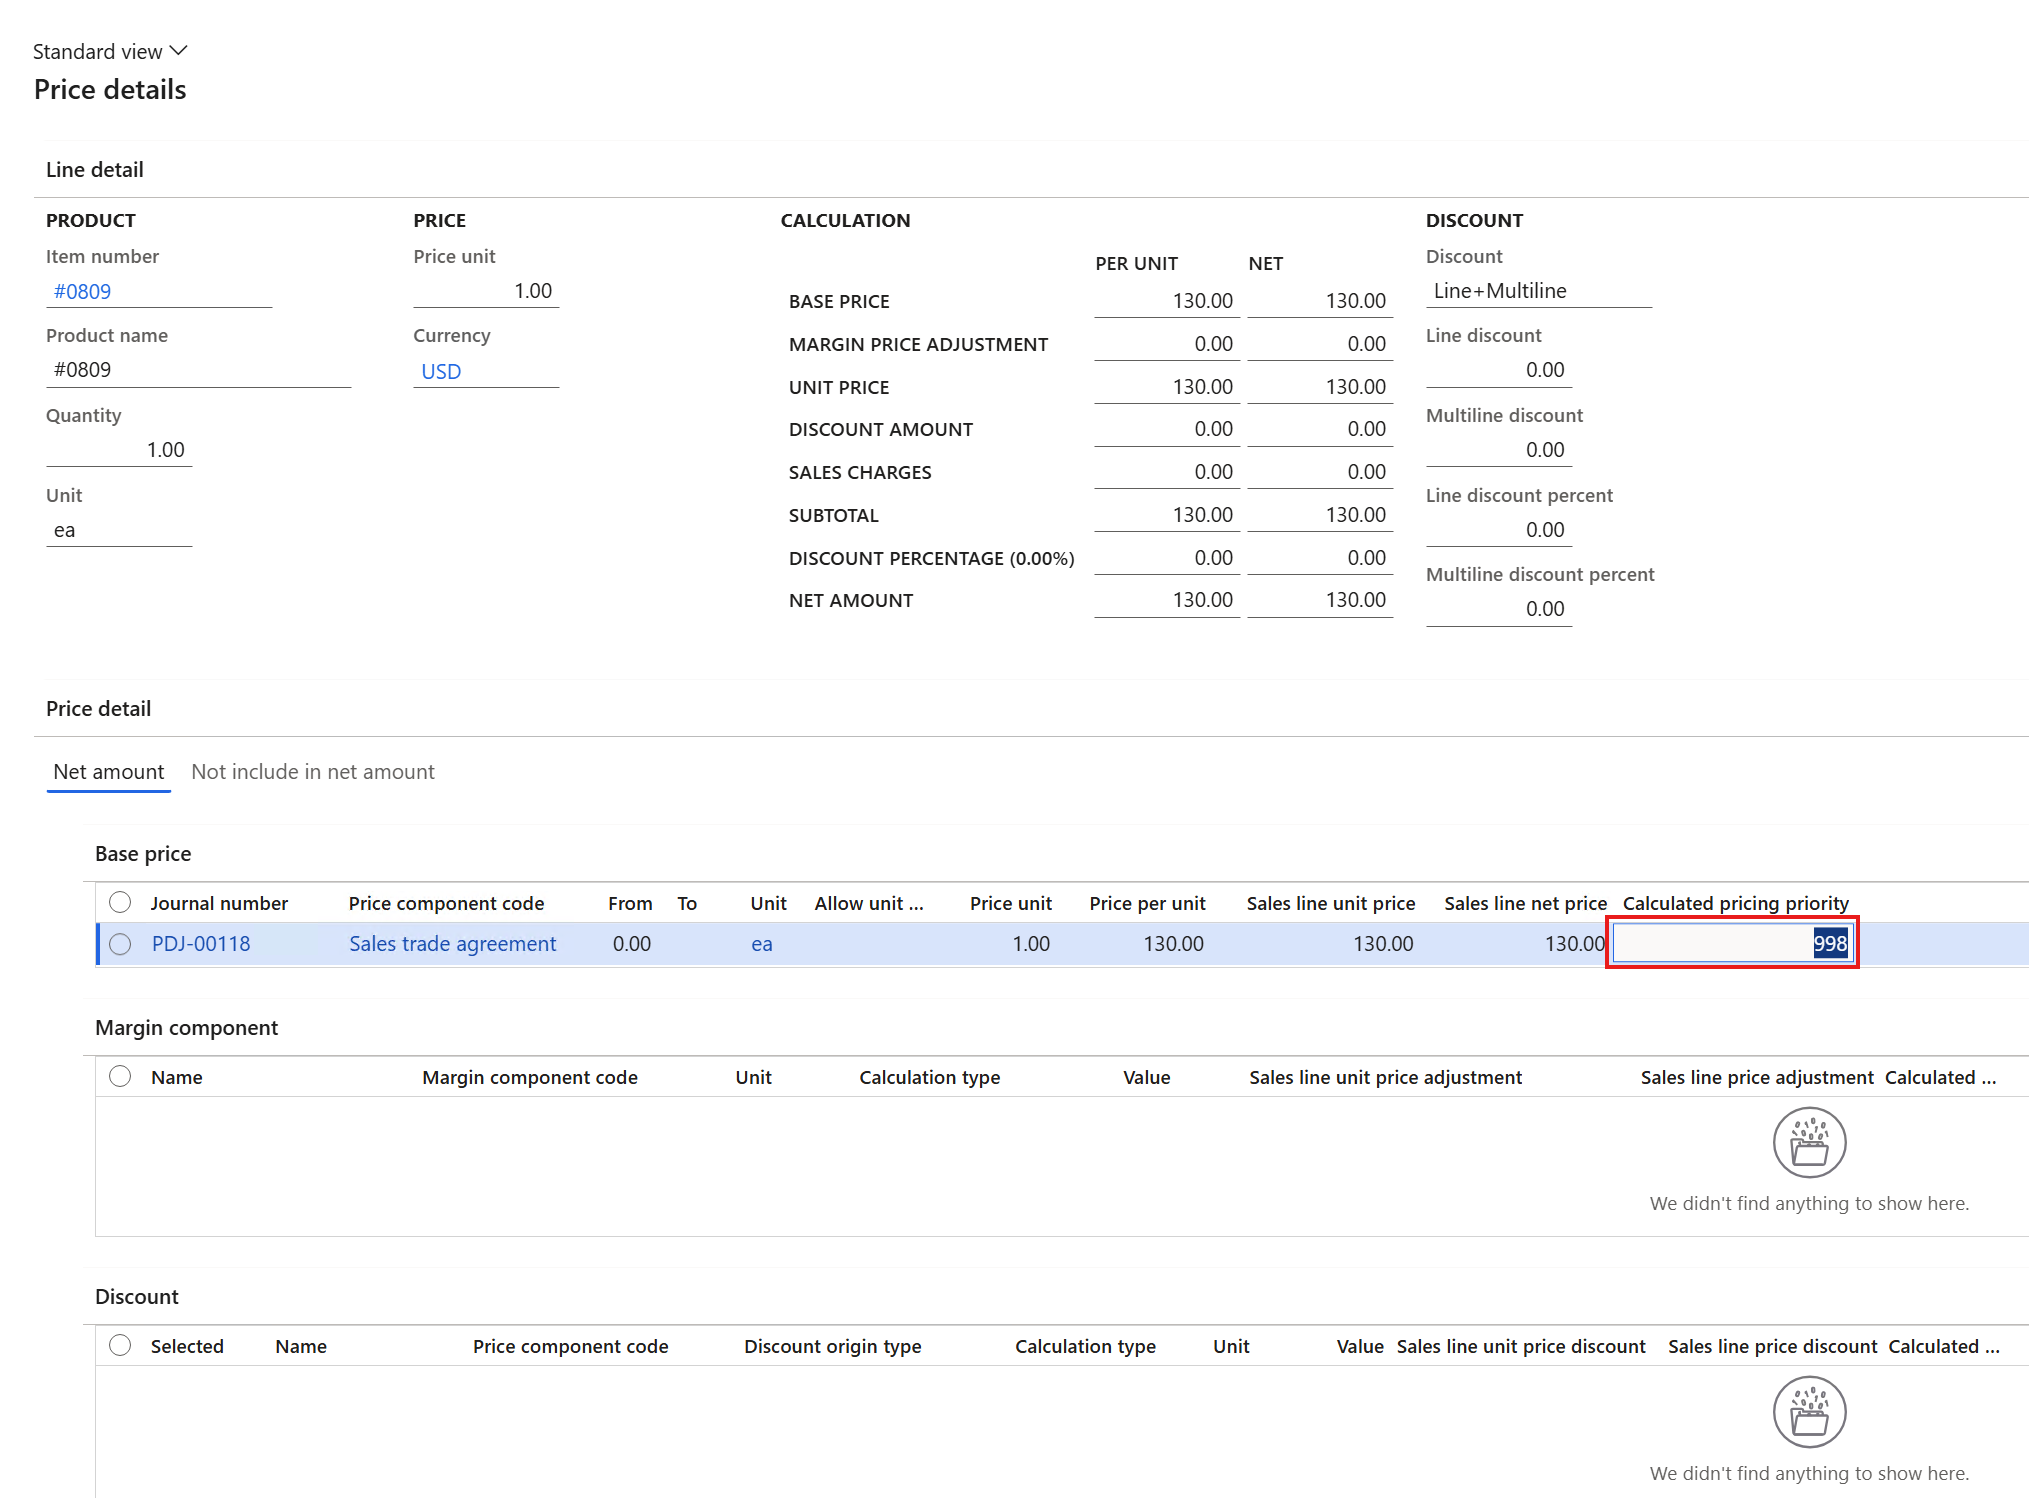 Standard view
Price details
Line detail
PRODUCT
Item number
#0809
Product name
#0809
Quantity
1.00
Unit
ea
PRICE
Price unit
1.00
Currency
USD
CALCULATION
PER UNIT NET
BASE PRICE 130.00 130.00
MARGIN PRICE ADJUSTMENT 0.00 0.00
UNIT PRICE 130.00 130.00
DISCOUNT AMOUNT 0.00 0.00
SALES CHARGES 0.00 0.00
SUBTOTAL 130.00 130.00
DISCOUNT PERCENTAGE (0.00%) 0.00 0.00
NET AMOUNT 130.00 130.00
DISCOUNT
Discount
Line+Multiline
Line discount
0.00
Multiline discount
0.00
Line discount percent
0.00
Multiline discount percent
0.00
Price detail
Net amount Not include in net amount
Base price
Journal number Price component code From To Unit Allow unit ... Price unit Price per unit Sales line unit price Sales line net price Calculated pricing priority
PDJ-00118 Sales trade agreement 0.00 ea 1.00 130.00 130.00 130.00 998
Margin component
Name Margin component code Unit Calculation type Value Sales line unit price adjustment Sales line price adjustment Calculated ...
We didn't find anything to show here.
Discount
Selected Name Price component code Discount origin type Calculation type Unit Value Sales line unit price discount Sales line price discount Calculated ...
We didn't find anything to show here.